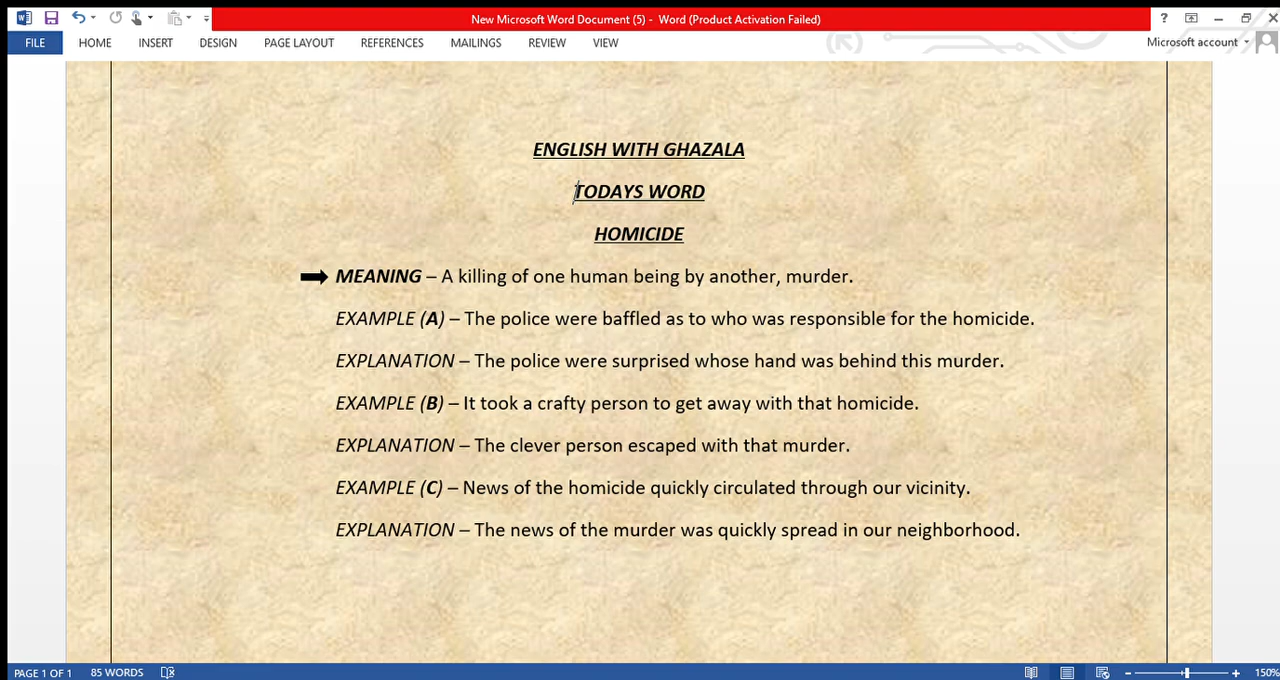 New Microsoft Word Document (5) - Word (Product Activation Failed)
?
FILE HOME INSERT DESIGN PAGE LAYOUT REFERENCES MAILINGS REVIEW VIEW Microsoft account
ENGLISH WITH GHAZALA
TODAYS WORD
HOMICIDE
MEANING – A killing of one human being by another, murder.
EXAMPLE (A) – The police were baffled as to who was responsible for the homicide.
EXPLANATION – The police were surprised whose hand was behind this murder.
EXAMPLE (B) – It took a crafty person to get away with that homicide.
EXPLANATION – The clever person escaped with that murder.
EXAMPLE (C) – News of the homicide quickly circulated through our vicinity.
EXPLANATION – The news of the murder was quickly spread in our neighborhood.
PAGE 1 OF 1 85 WORDS 150%